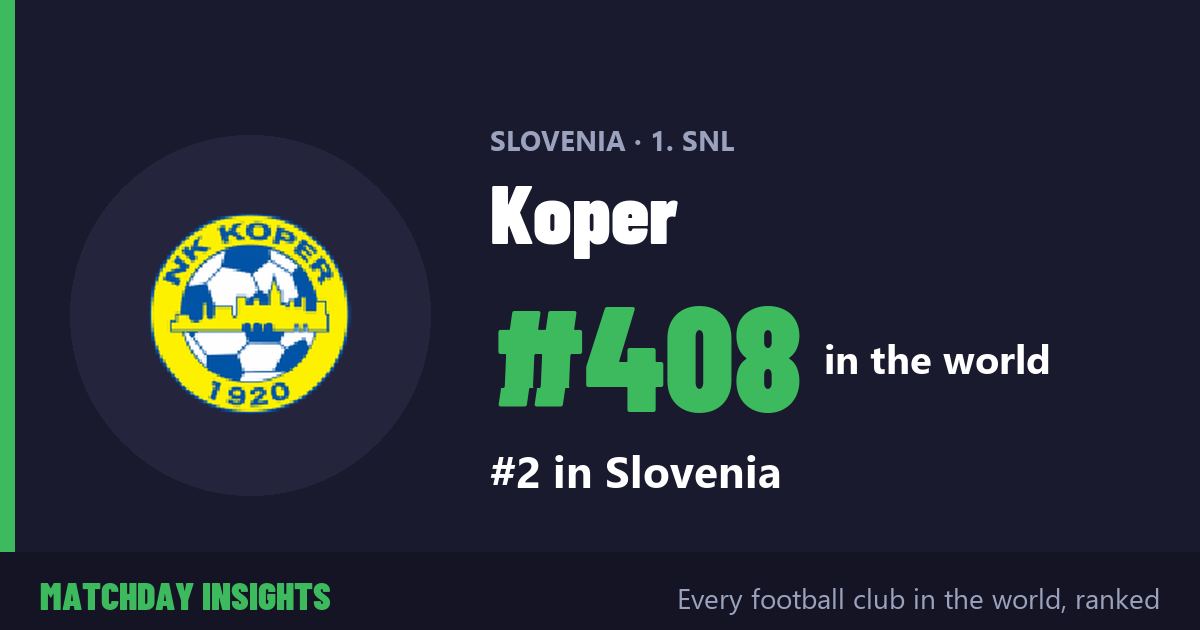 SLOVENIA · 1. SNL
Koper
NK KOPER
1920
#408 in the world
#2 in Slovenia
MATCHDAY INSIGHTS
Every football club in the world, ranked